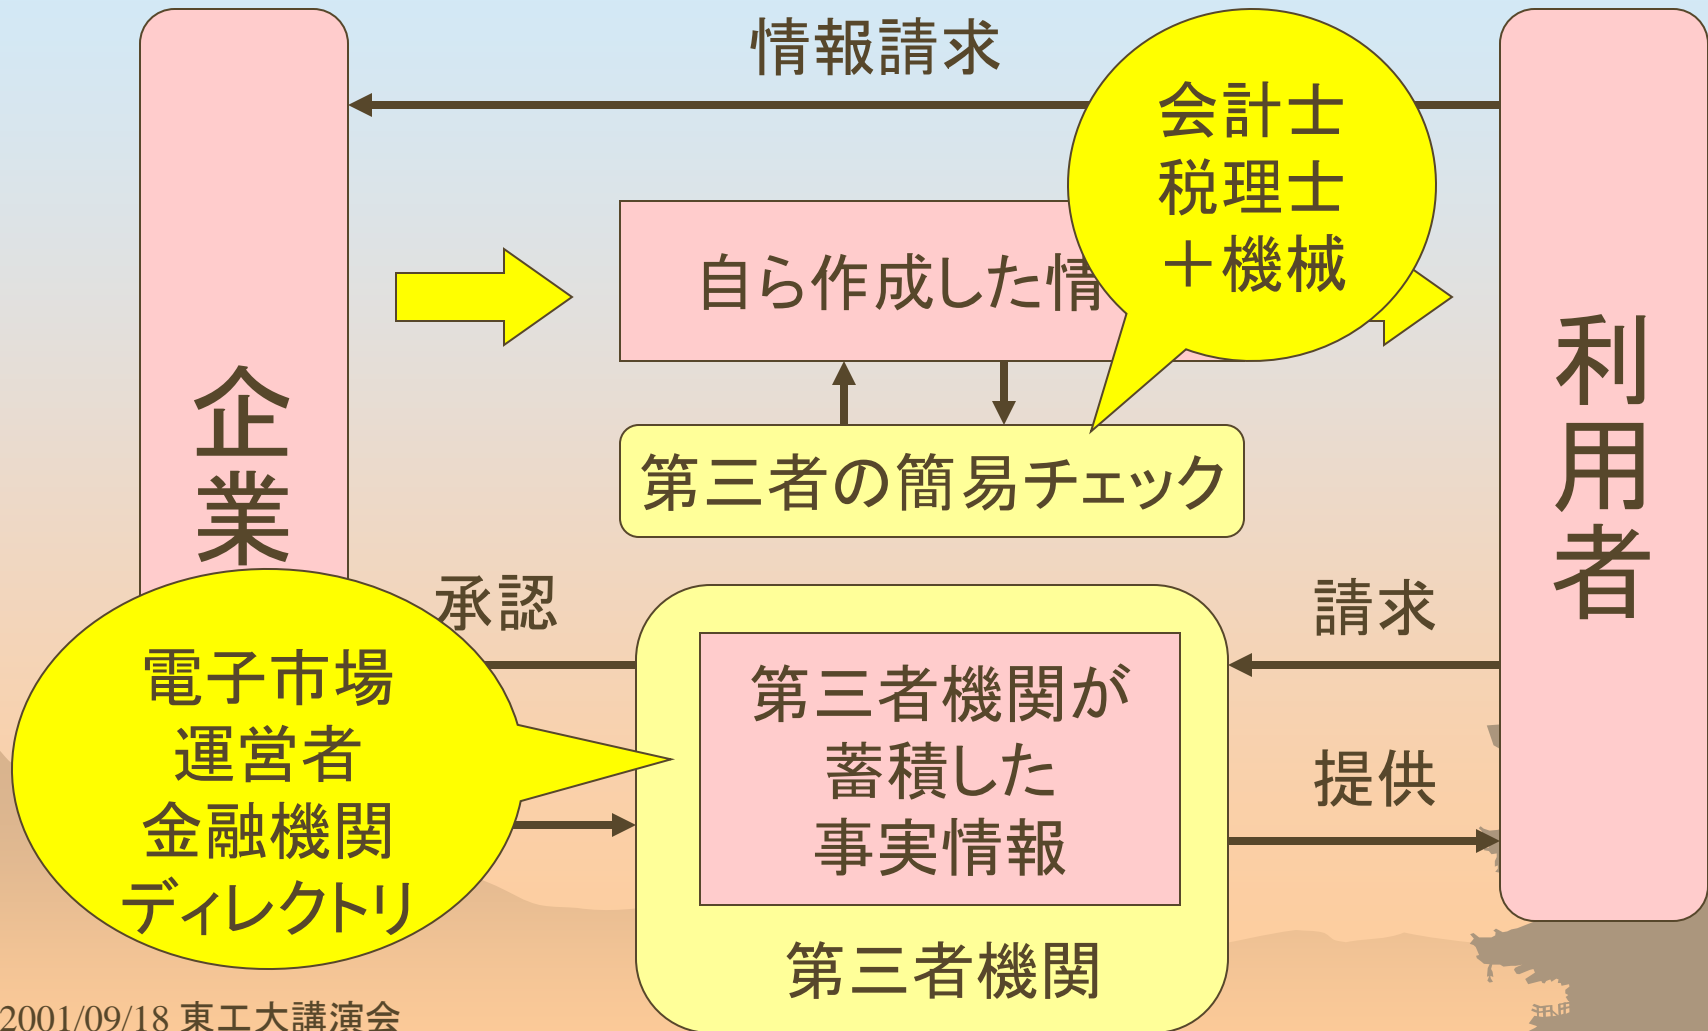 情報請求
会計士
税理士
＋機械
自ら作成した情
第三者の簡易チェック
企業
利用者
承認
請求
電子市場
運営者
金融機関
ディレクトリ
第三者機関が
蓄積した
事実情報
提供
第三者機関
2001/09/18 東工大講演会